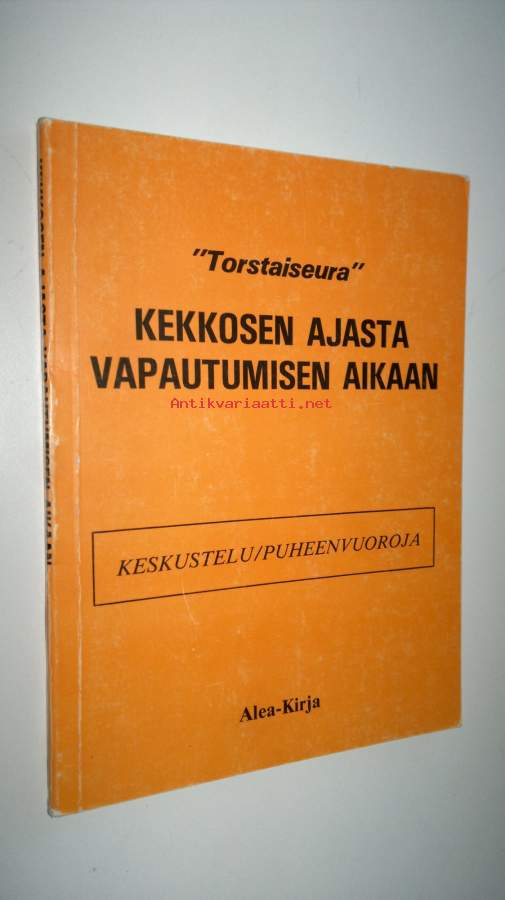 "Torstaiseura"
KEKKOSEN AJASTA
VAPAUTUMISEN AIKAAN
Antikvariaatti.net
KESKUSTELU/PUHEENVUOROJA
Alea-Kirja